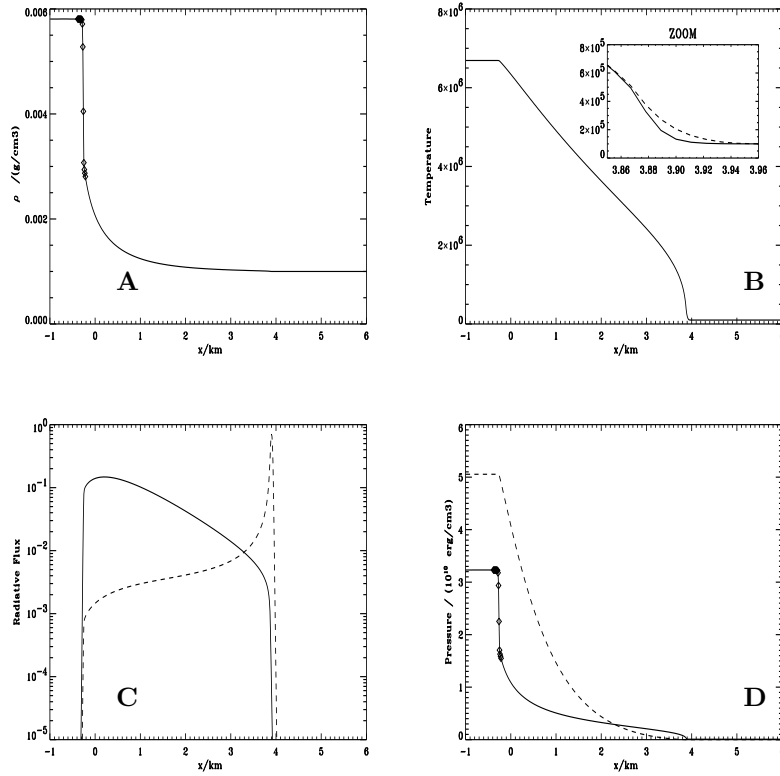 0.006
0.004
0.002
0.000
ρ /(g/cm3)
A
-1 0 1 2 3 4 5 6
x/km
8×10⁶
6×10⁶
4×10⁶
2×10⁶
0
Temperature
ZOOM
8×10⁵
6×10⁵
4×10⁵
2×10⁵
0
3.86 3.88 3.90 3.92 3.94 3.96
B
-1 0 1 2 3 4 5
x/km
10⁰
10⁻¹
10⁻²
10⁻³
10⁻⁴
10⁻⁵
Radiative Flux
C
-1 0 1 2 3 4 5 6
x/km
6
5
4
3
2
1
0
Pressure / (10¹⁰ erg/cm3)
D
-1 0 1 2 3 4 5
x/km